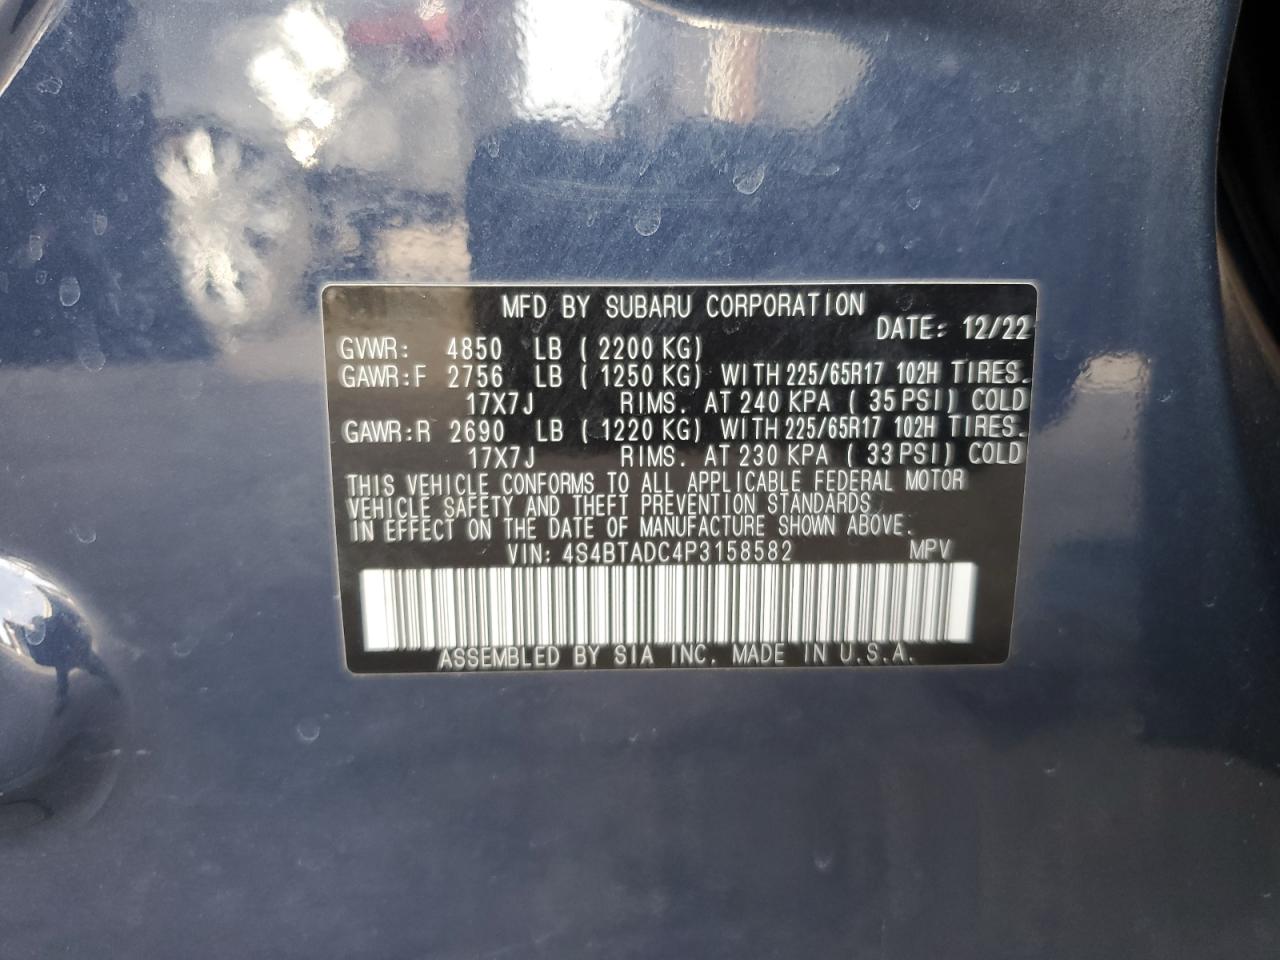 MFD BY SUBARU CORPORATION
DATE: 12/22
GVWR: 4850 LB ( 2200 KG)
GAWR:F 2756 LB ( 1250 KG) WITH 225/65R17 102H TIRES.
17X7J RIMS. AT 240 KPA ( 35 PSI) COLD
GAWR:R 2690 LB ( 1220 KG) WITH 225/65R17 102H TIRES.
17X7J RIMS. AT 230 KPA ( 33 PSI) COLD
THIS VEHICLE CONFORMS TO ALL APPLICABLE FEDERAL MOTOR
VEHICLE SAFETY AND THEFT PREVENTION STANDARDS
IN EFFECT ON THE DATE OF MANUFACTURE SHOWN ABOVE.
VIN: 4S4BTADC4P3158582 MPV
ASSEMBLED BY SIA INC. MADE IN U.S.A.